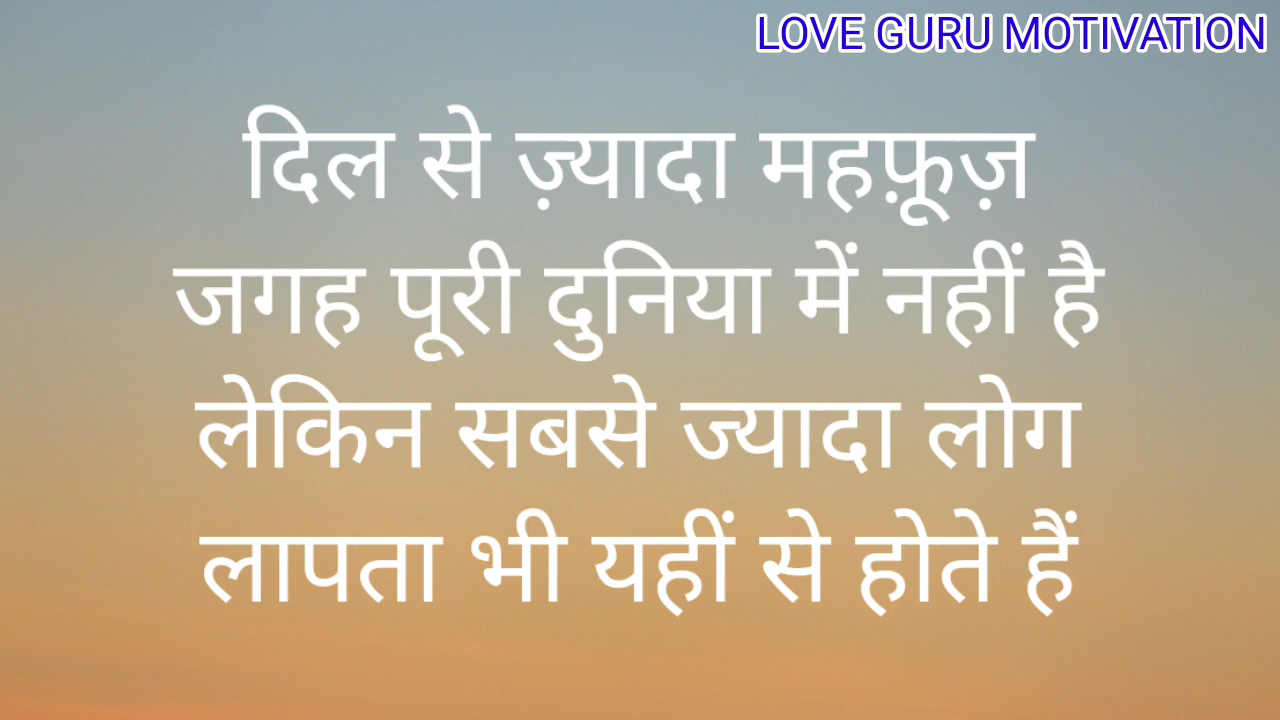 LOVE GURU MOTIVATION
दिल से ज़्यादा महफ़ूज़
जगह पूरी दुनिया में नहीं है
लेकिन सबसे ज्यादा लोग
लापता भी यहीं से होते हैं